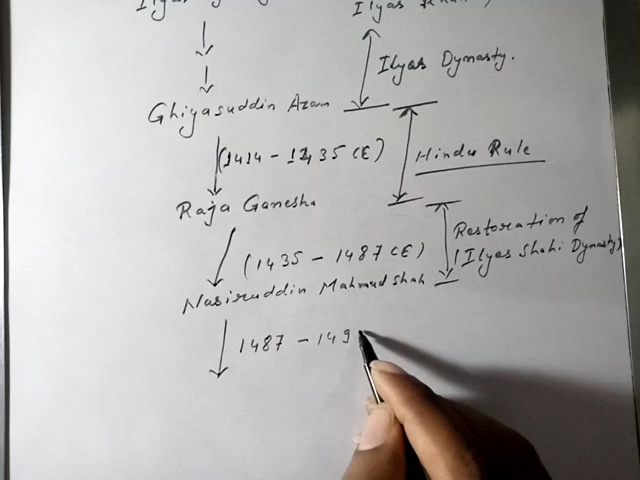 Ilyas
Ilyas
Ilyas Dynasty.
Ghiyasuddin Azam
(1414 - 1435 CE)
Hindu Rule
Raja Ganesha
Restoration of
(Ilyas Shahi Dynasty)
(1435 - 1487 CE)
Nasiruddin Mahmud Shah
1487 - 149